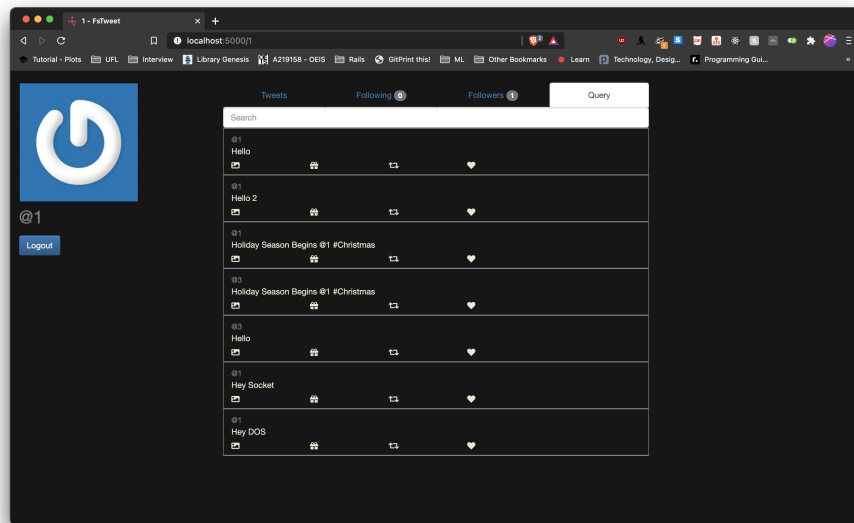 1 - FsTweet
localhost:5000/1
Tutorial - Plots UFL Interview Library Genesis A219158 - OEIS Rails GitPrint this! ML Other Bookmarks Learn Technology, Desig... Programming Gui... »
Tweets Following 0 Followers 1 Query
Search
@1
Hello
@1
Hello 2
@1
Holiday Season Begins @1 #Christmas
@3
Holiday Season Begins @1 #Christmas
@3
Hello
@1
Hey Socket
@1
Hey DOS
@1
Logout